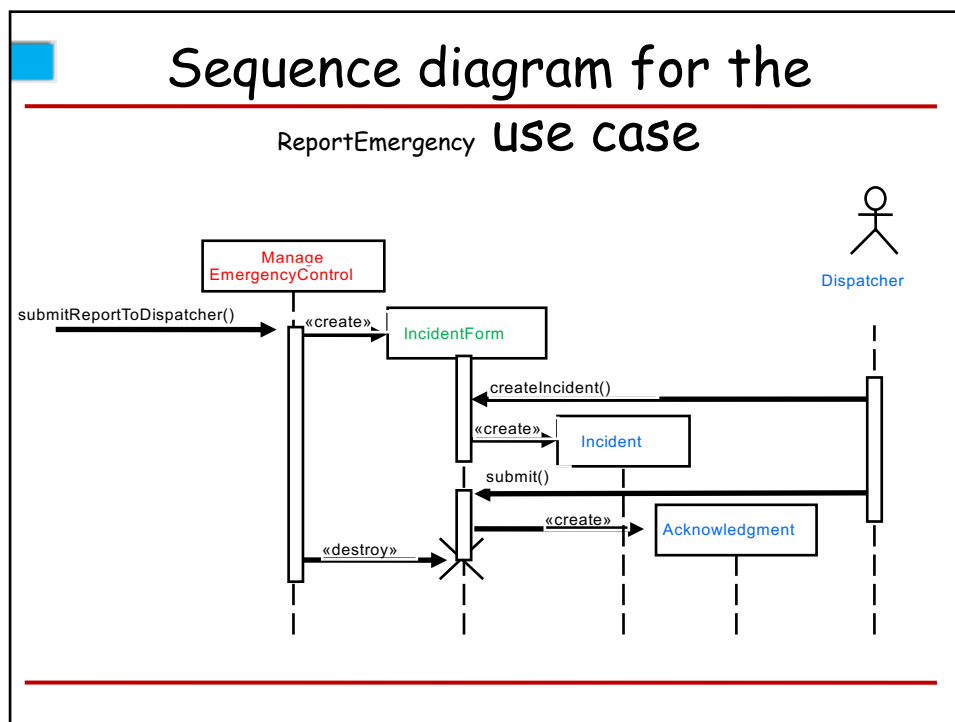 Sequence diagram for the
ReportEmergency use case
Manage
EmergencyControl
Dispatcher
submitReportToDispatcher()
«create»
IncidentForm
createIncident()
«create»
Incident
submit()
«create»
Acknowledgment
«destroy»